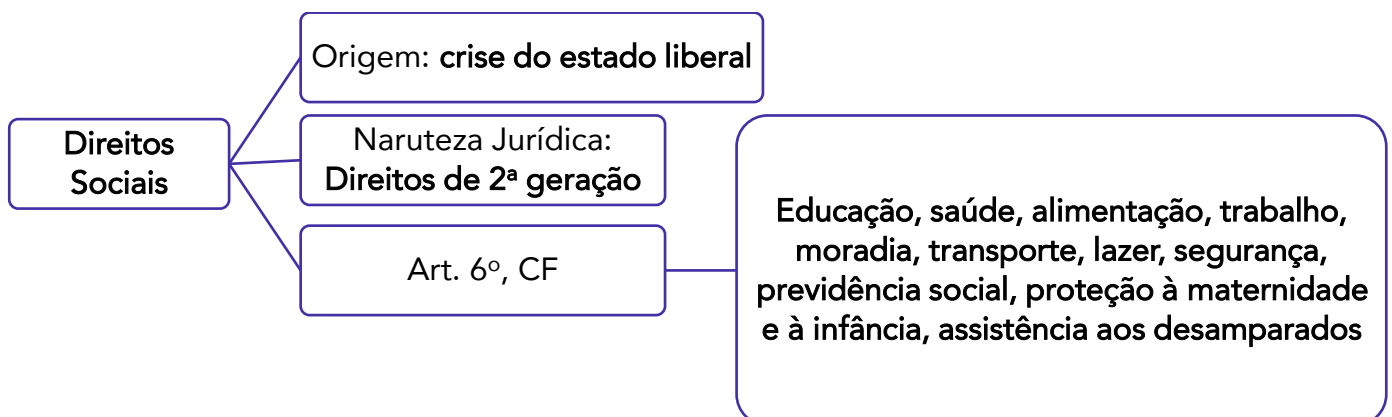 Direitos
Sociais
Origem: crise do estado liberal
Naruteza Jurídica:
Direitos de 2ª geração
Art. 6º, CF
Educação, saúde, alimentação, trabalho,
moradia, transporte, lazer, segurança,
previdência social, proteção à maternidade
e à infância, assistência aos desamparados